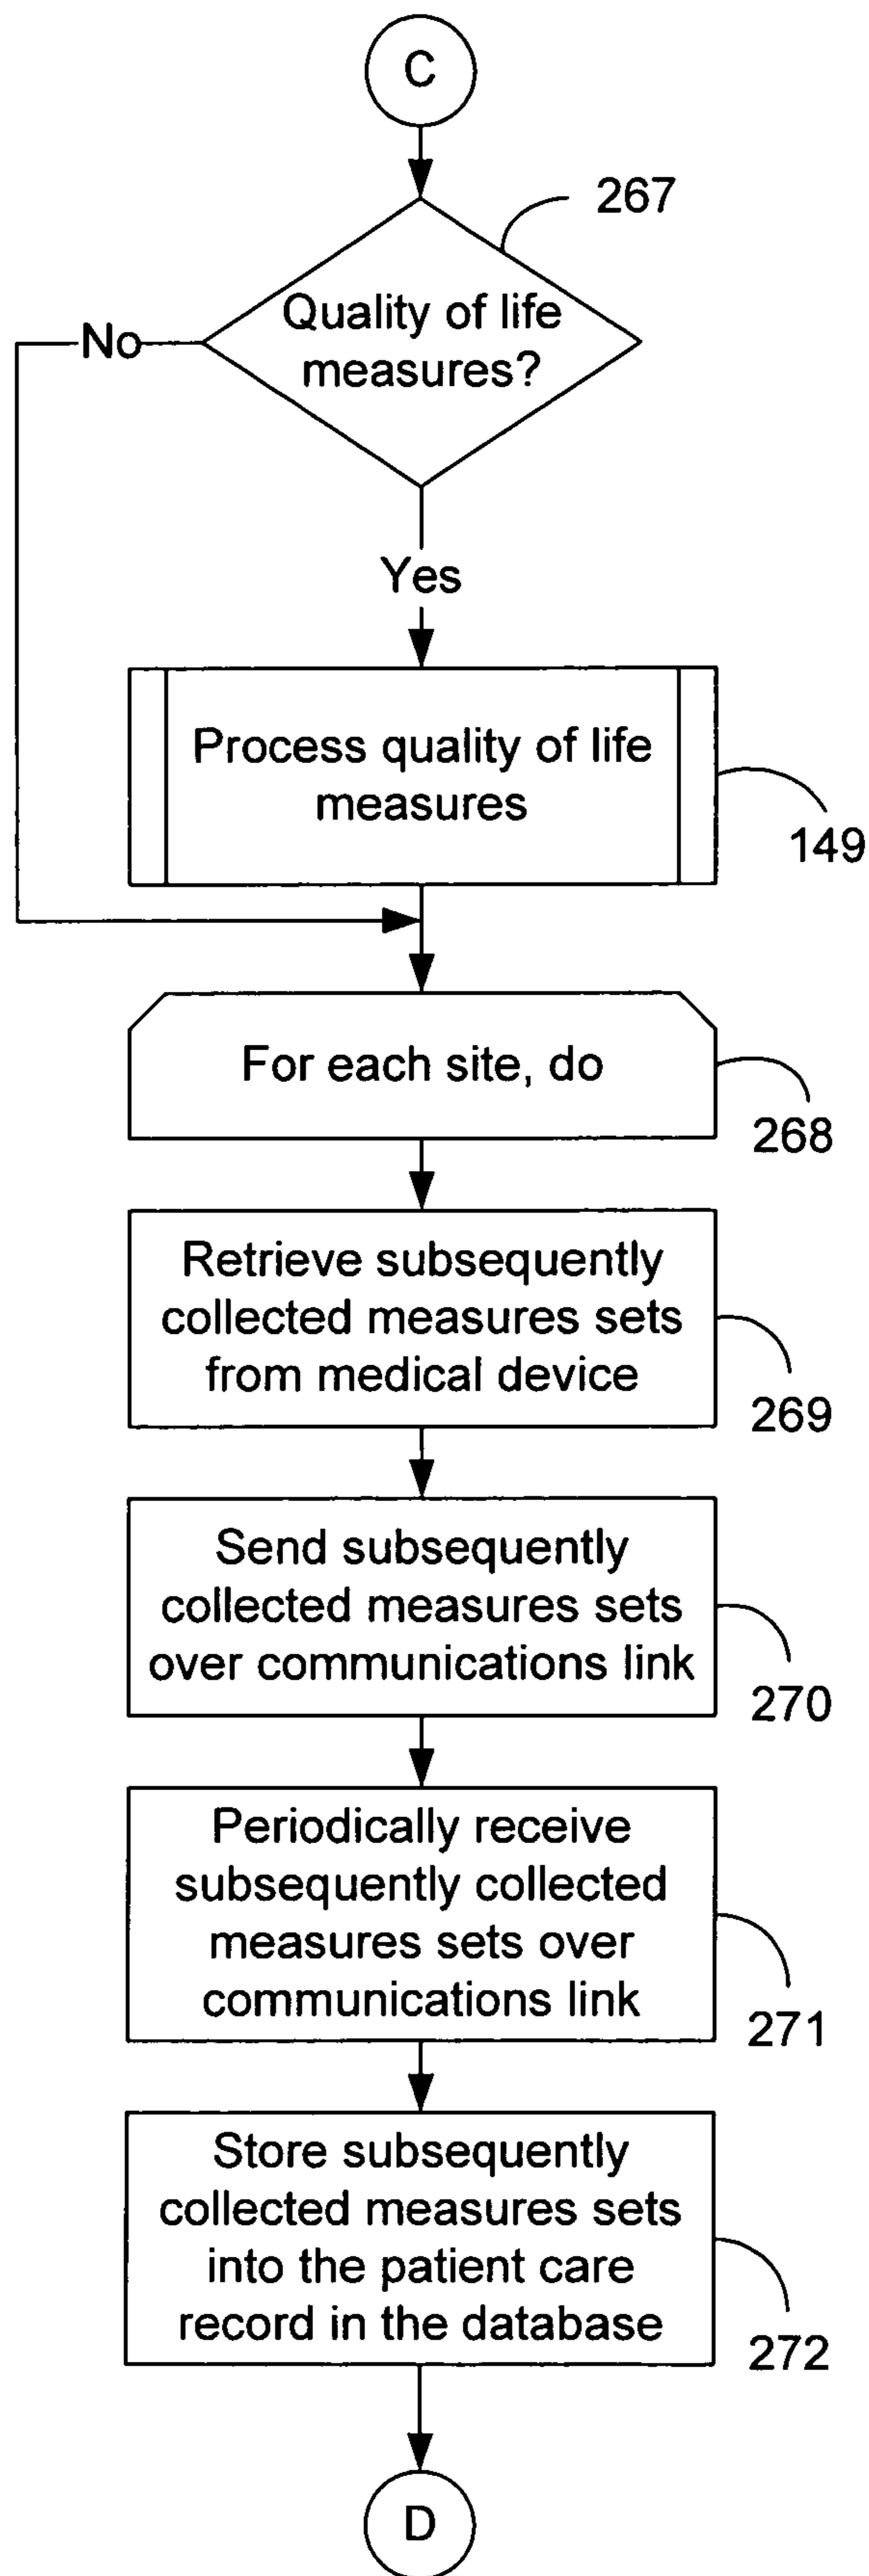 C
267
Quality of life
measures?
No
Yes
Process quality of life
measures
149
For each site, do
268
Retrieve subsequently
collected measures sets
from medical device
269
Send subsequently
collected measures sets
over communications link
270
Periodically receive
subsequently collected
measures sets over
communications link
271
Store subsequently
collected measures sets
into the patient care
record in the database
272
D